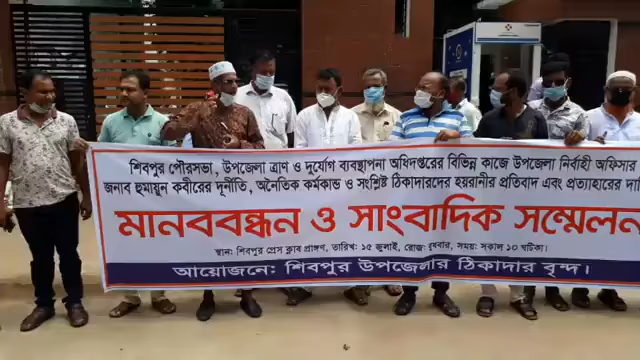 শিবপুর পৌরসভা, উপজেলা ত্রাণ ও দুর্যোগ ব্যবস্থাপনা অধিদপ্তরের বিভিন্ন কাজে উপজেলা নির্বাহী অফিসার
জনাব হুমায়ূন কবীরের দূর্নীতি, অনৈতিক কর্মকান্ড ও সংশ্লিষ্ট ঠিকাদারদের হয়রানীর প্রতিবাদ এবং প্রত্যাহারের
মানববন্ধন ও সাংবাদিক সম্মেলন
স্থান: শিবপুর প্রেস ক্লাব প্রাঙ্গণ, তারিখ: ১৫ জুলাই, রোজ: বুধবার, সময়: সকাল ১০ ঘটিকা।
আয়োজনে: শিবপুর উপজেলার ঠিকাদার বৃন্দ।